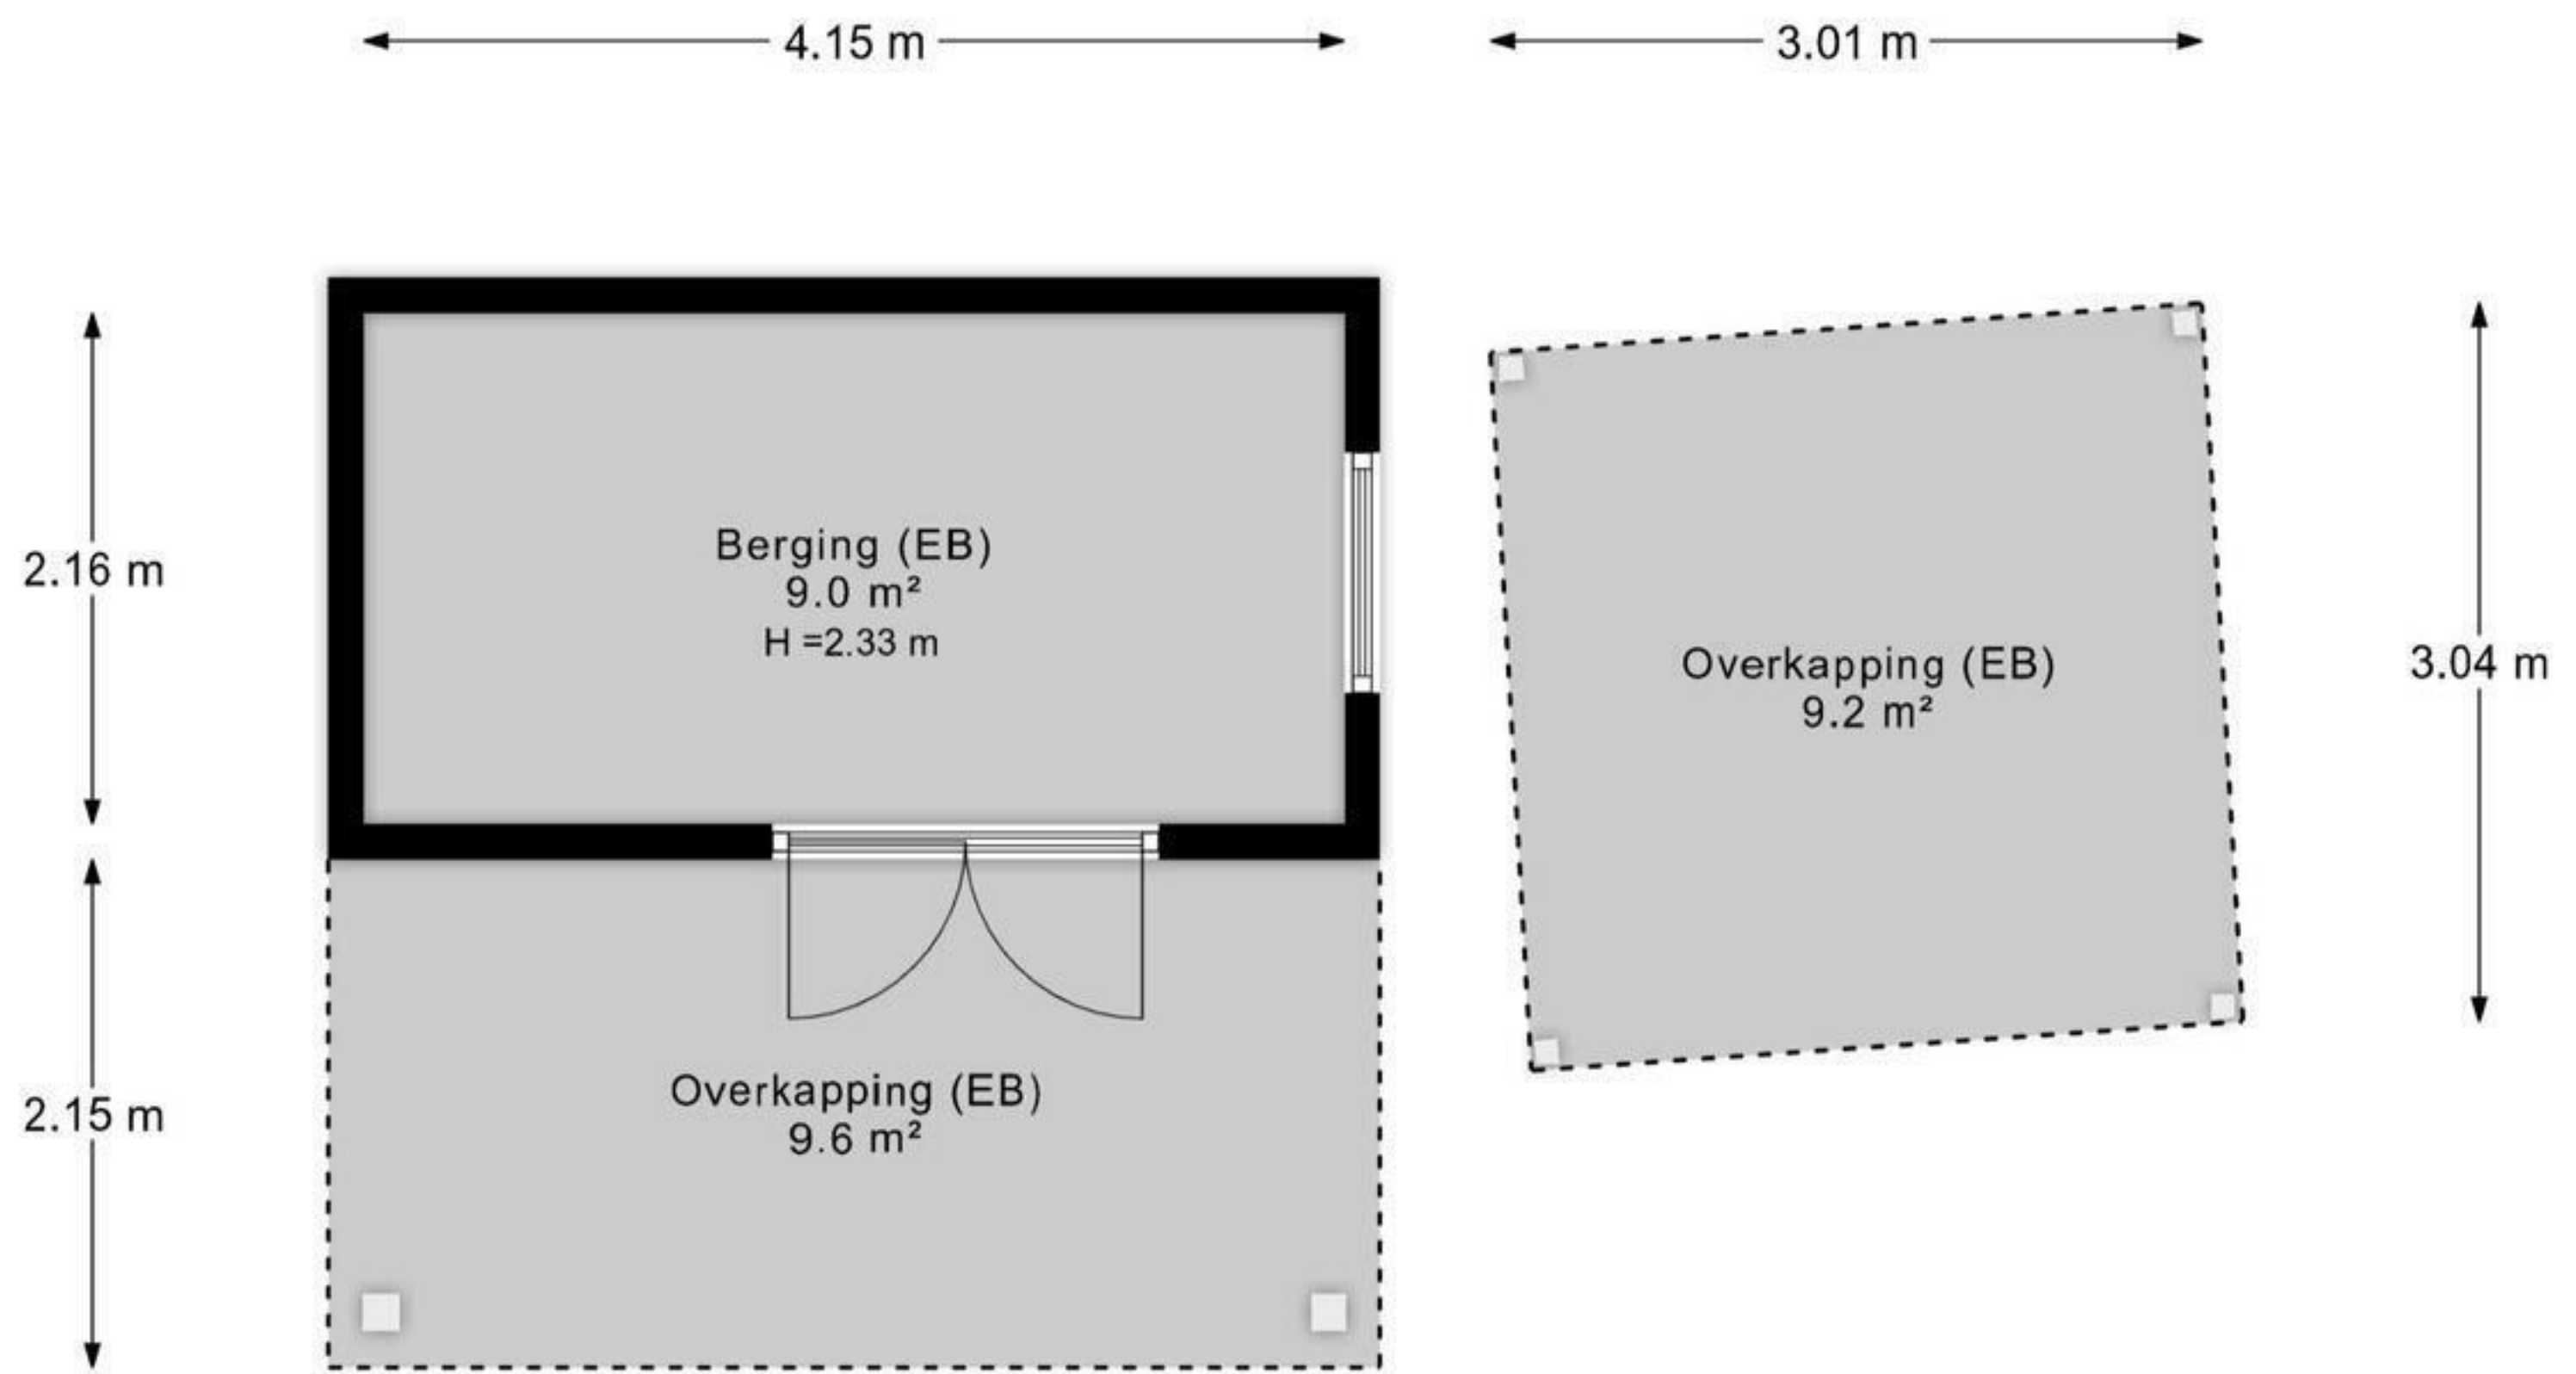 4.15 m
3.01 m
Berging (EB)
9.0 m²
H =2.33 m
2.16 m
Overkapping (EB)
9.2 m²
3.04 m
Overkapping (EB)
9.6 m²
2.15 m